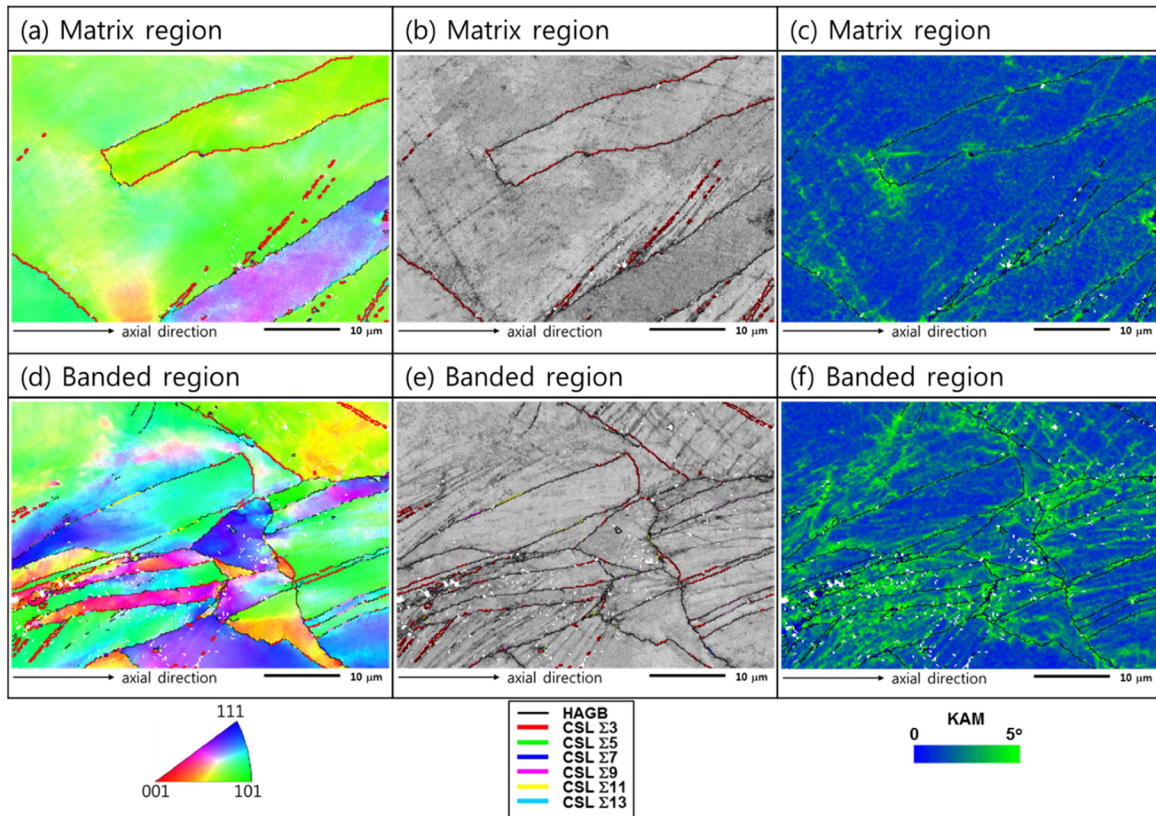 (a) Matrix region
(b) Matrix region
(c) Matrix region
axial direction
10 μm
axial direction
10 μm
axial direction
10 μm
(d) Banded region
(e) Banded region
(f) Banded region
axial direction
10 μm
axial direction
10 μm
axial direction
10 μm
111
001
101
HAGB
CSL Σ3
CSL Σ5
CSL Σ7
CSL Σ9
CSL Σ11
CSL Σ13
KAM
0
5°